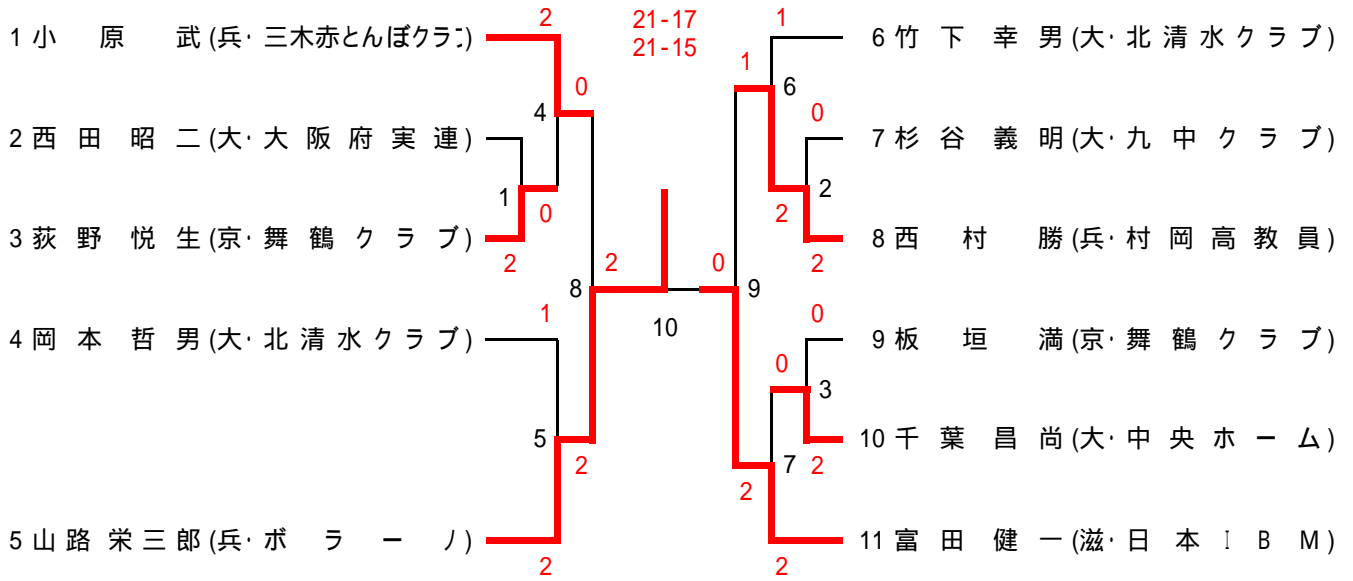 2
21-17
1
1 小原武 (兵・三木赤とんぼクラブ)
21-15
6 竹下幸男 (大・北清水クラブ)
1
0
6
4
0
2 西田昭二 (大・大阪府実連)
7 杉谷義明 (大・九中クラブ)
1
2
0
2
3 荻野悦生 (京・舞鶴クラブ)
8 西村勝 (兵・村岡高教員)
2
2
2
0
8
9
1
0
10
4 岡本哲男 (大・北清水クラブ)
9 板垣満 (京・舞鶴クラブ)
0
3
5
10 千葉昌尚 (大・中央ホーム)
2
7
2
2
5 山路栄三郎 (兵・ボラーノ)
11 富田健一 (滋・日本IBM)
2
2